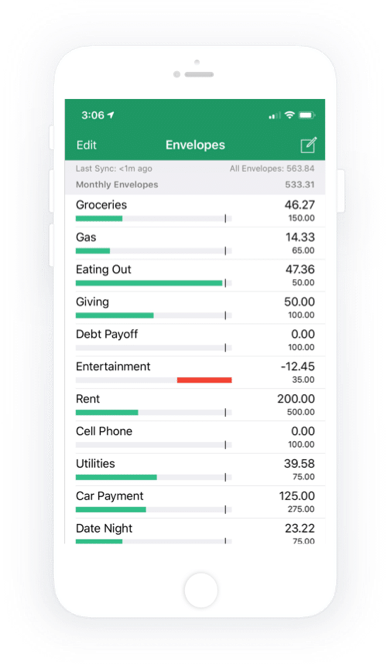 3:06
Edit Envelopes
Last Sync: <1m ago All Envelopes: 563.84
Monthly Envelopes 533.31
Groceries 46.27
150.00
Gas 14.33
65.00
Eating Out 47.36
50.00
Giving 50.00
100.00
Debt Payoff 0.00
100.00
Entertainment -12.45
35.00
Rent 200.00
500.00
Cell Phone 0.00
100.00
Utilities 39.58
75.00
Car Payment 125.00
275.00
Date Night 23.22
75.00